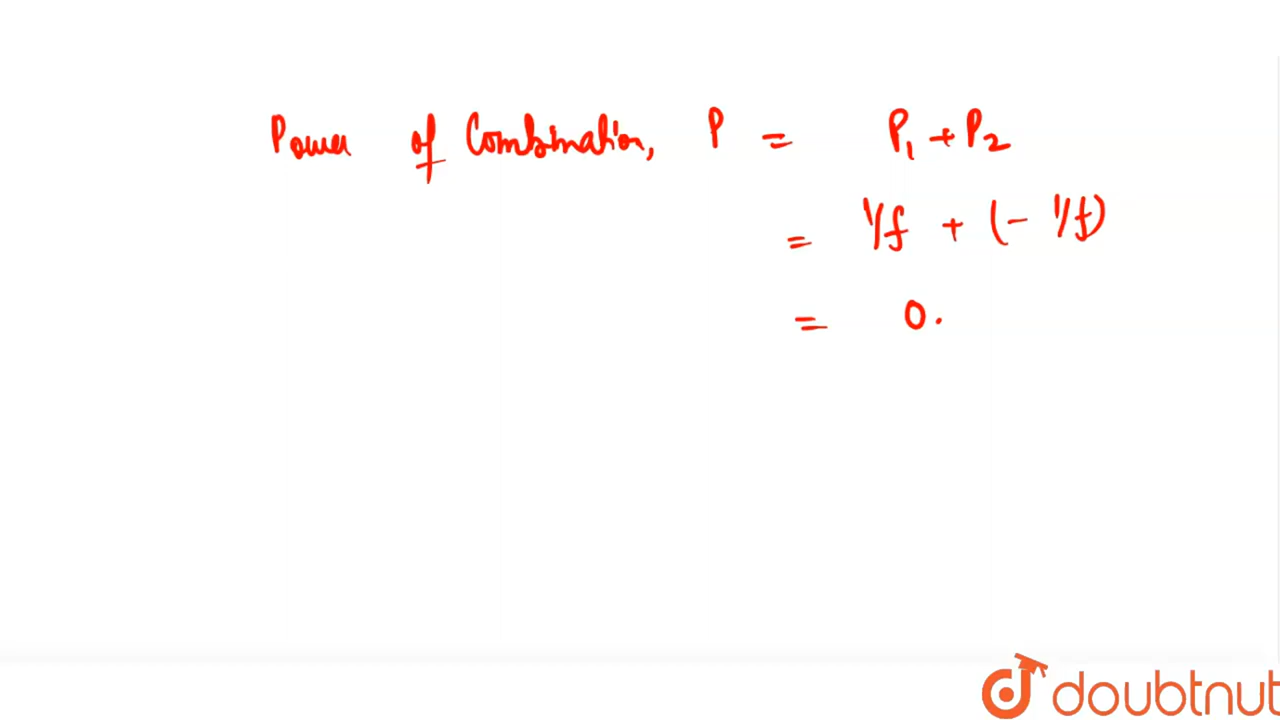 Power of Combination, P = P₁ + P₂
= 1/f + (- 1/f)
= 0.
doubtnut